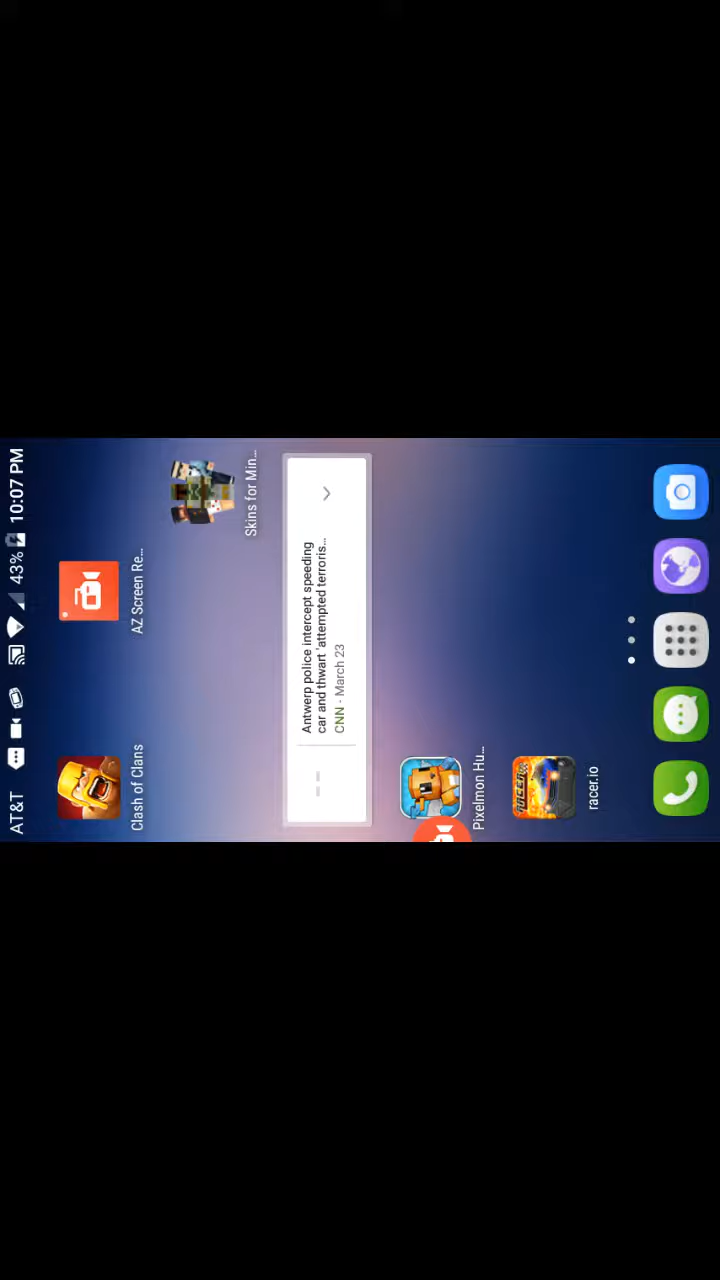 AT&T 43% 10:07 PM
Clash of Clans
AZ Screen Re...
Skins for Min...
Antwerp police intercept speeding
car and thwart 'attempted terroris...
CNN - March 23
Pixelmon Hu...
RACER
racer.io